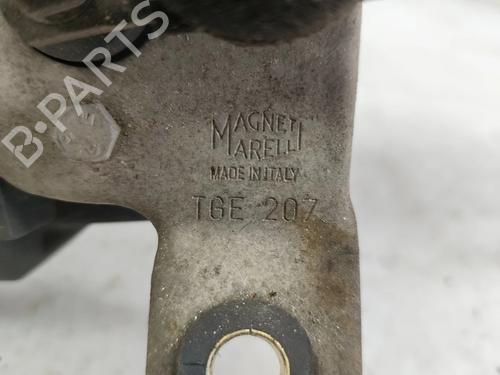 B-PARTS
MAGNETI
MARELLI
MADE IN ITALY
TGE 207